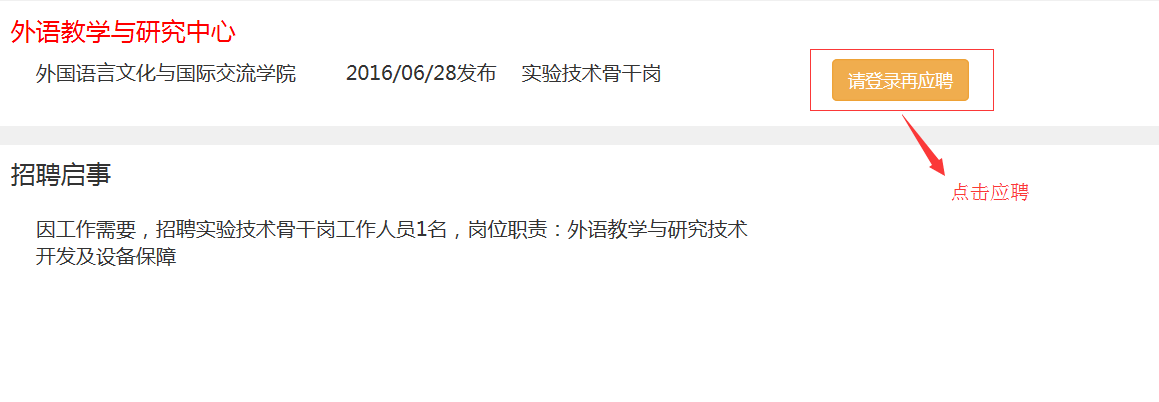 外语教学与研究中心
外国语言文化与国际交流学院 2016/06/28发布 实验技术骨干岗 请登录再应聘
点击应聘
招聘启事
因工作需要，招聘实验技术骨干岗工作人员1名，岗位职责：外语教学与研究技术
开发及设备保障